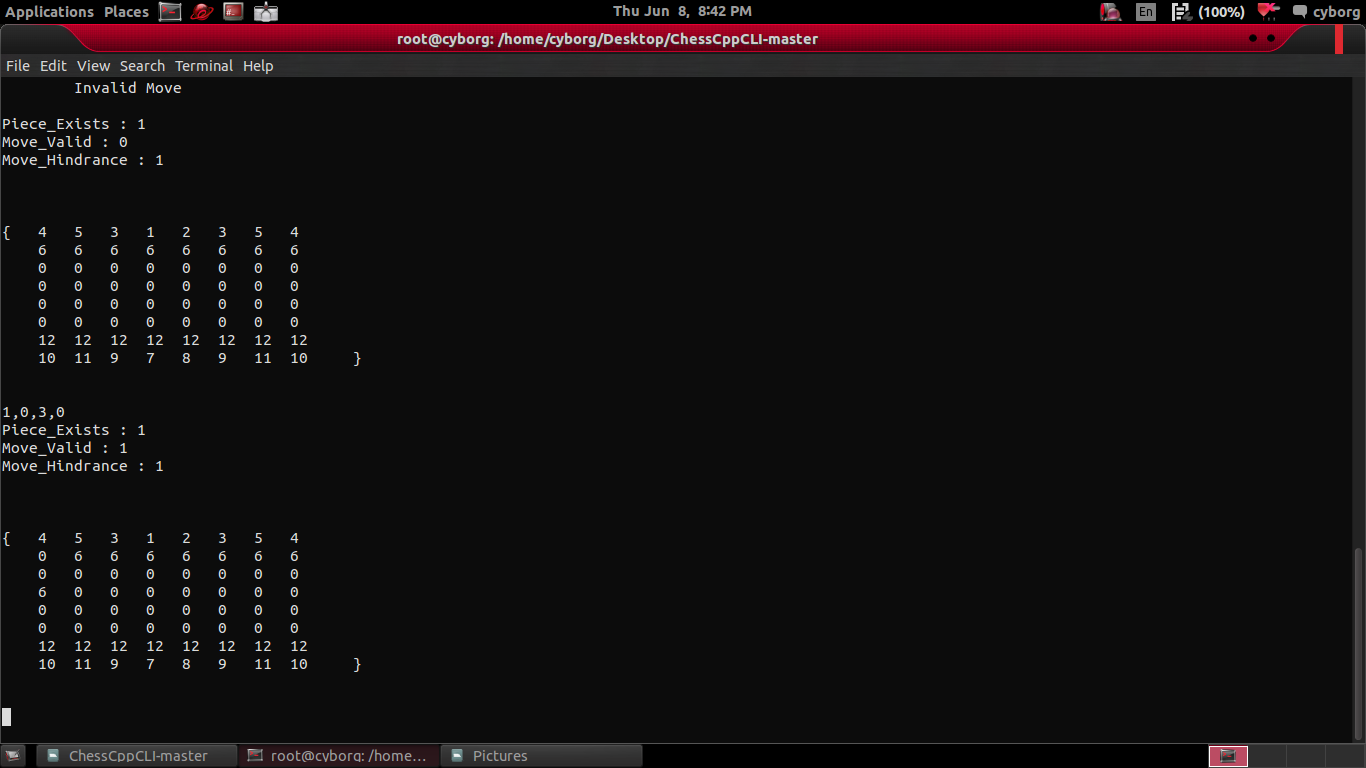 Applications Places Thu Jun 8, 8:42 PM En (100%) cyborg
root@cyborg: /home/cyborg/Desktop/ChessCppCLI-master
File Edit View Search Terminal Help
Invalid Move
Piece_Exists : 1
Move_Valid : 0
Move_Hindrance : 1
{ 4 5 3 1 2 3 5 4
6 6 6 6 6 6 6 6
0 0 0 0 0 0 0 0
0 0 0 0 0 0 0 0
0 0 0 0 0 0 0 0
0 0 0 0 0 0 0 0
12 12 12 12 12 12 12 12
10 11 9 7 8 9 11 10 }
1,0,3,0
Piece_Exists : 1
Move_Valid : 1
Move_Hindrance : 1
{ 4 5 3 1 2 3 5 4
0 6 6 6 6 6 6 6
0 0 0 0 0 0 0 0
6 0 0 0 0 0 0 0
0 0 0 0 0 0 0 0
0 0 0 0 0 0 0 0
12 12 12 12 12 12 12 12
10 11 9 7 8 9 11 10 }
ChessCppCLI-master root@cyborg: /home... Pictures